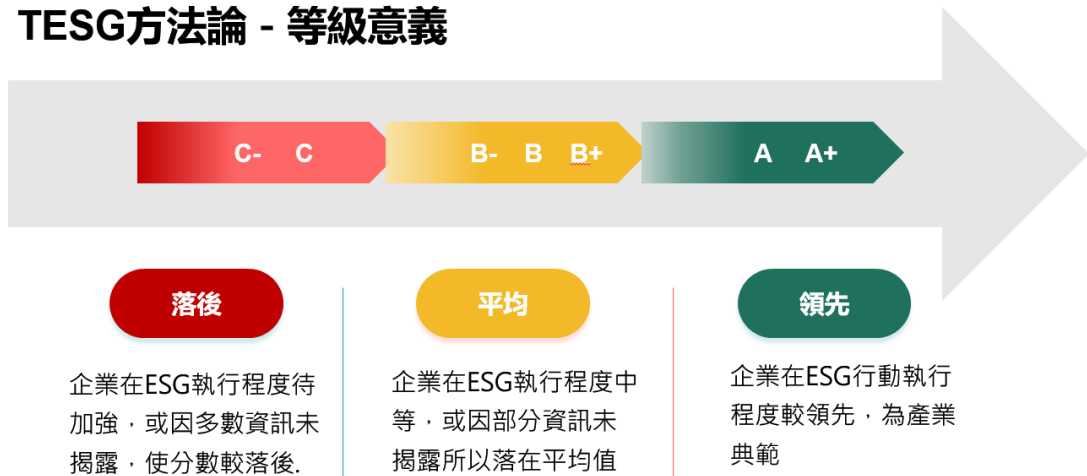 TESG方法論 - 等級意義
C- C
B- B B+
A A+
落後
平均
領先
企業在ESG執行程度待
加強，或因多數資訊未
揭露，使分數較落後.
企業在ESG執行程度中
等，或因部分資訊未
揭露所以落在平均值
企業在ESG行動執行
程度較領先，為產業
典範